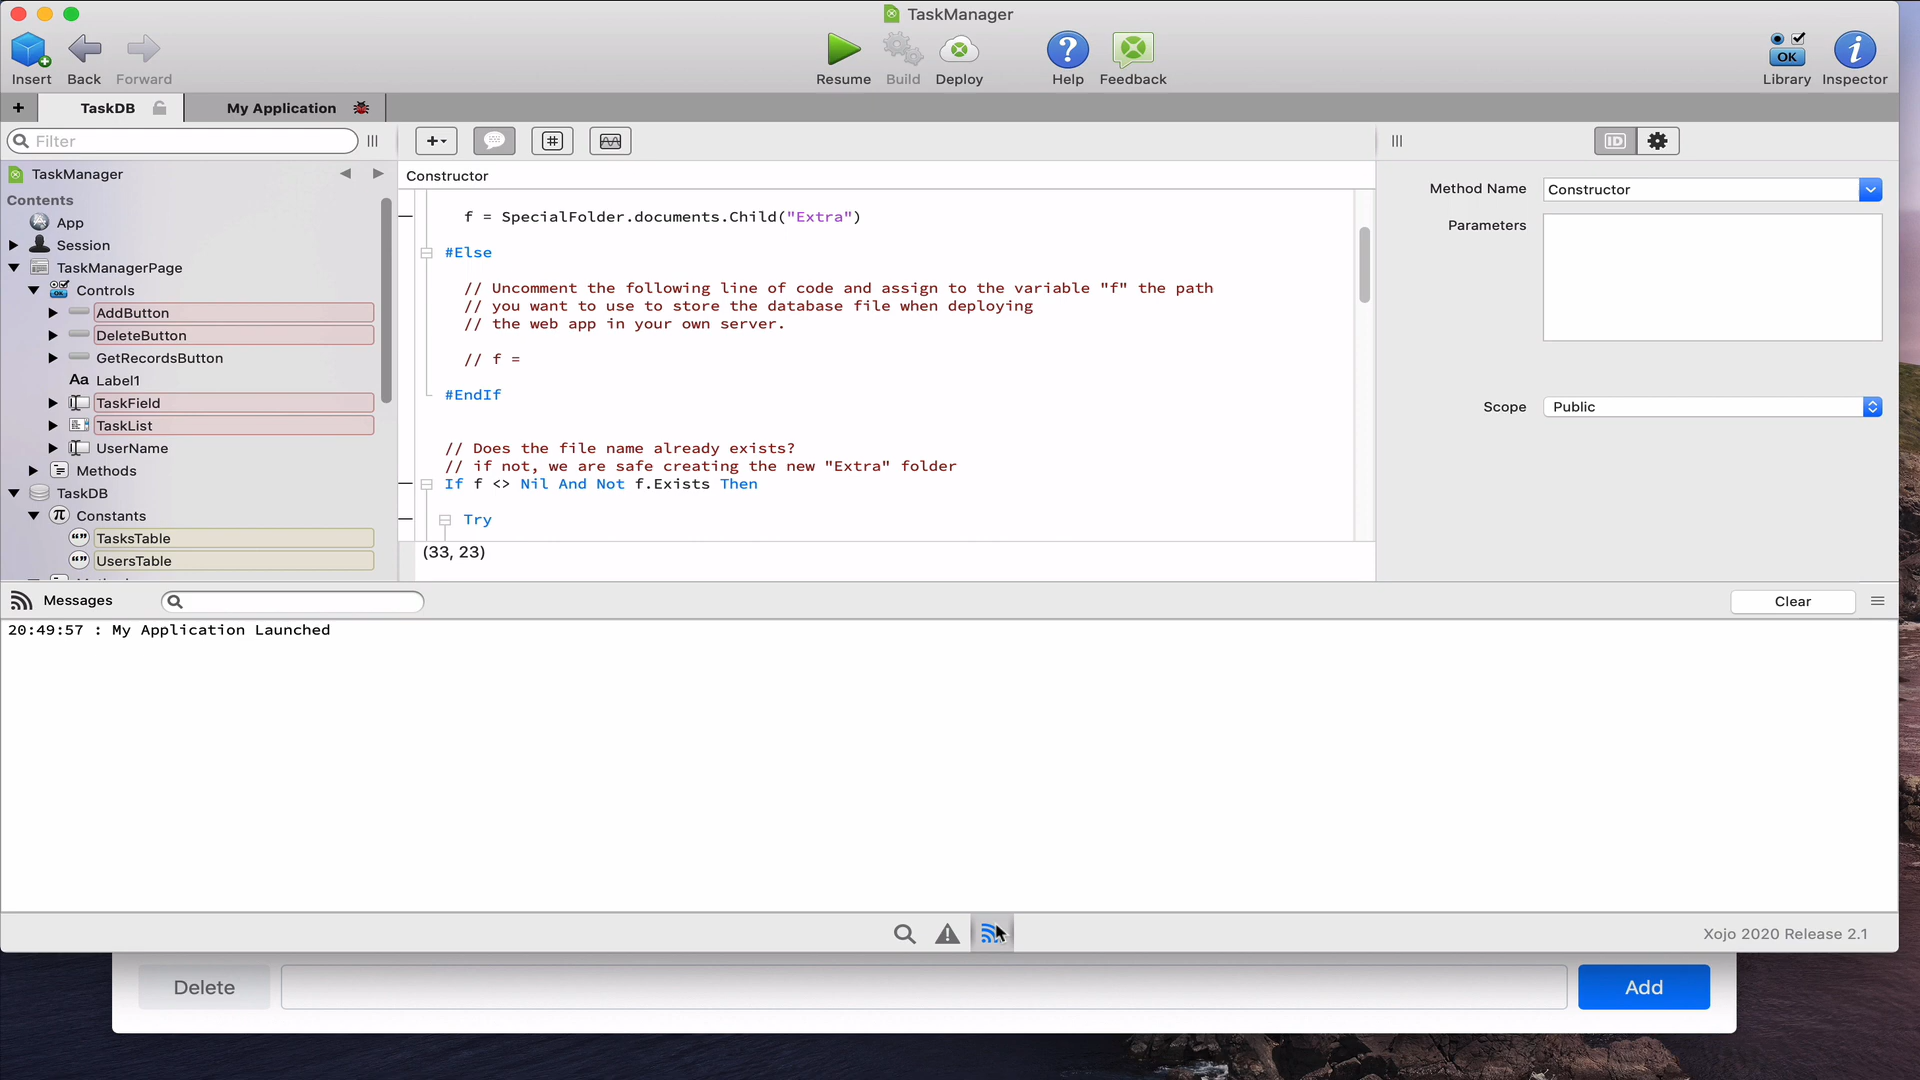 TaskManager
Insert
Back
Forward
Resume
Build
Deploy
Help
Feedback
OK
Library
Inspector
+
TaskDB
My Application
Filter
ID
TaskManager
Contents
App
Session
TaskManagerPage
Controls
AddButton
DeleteButton
GetRecordsButton
Aa Label1
TaskField
TaskList
UserName
Methods
TaskDB
Constants
TasksTable
UsersTable
Constructor
f = SpecialFolder.documents.Child("Extra")
#Else
// Uncomment the following line of code and assign to the variable "f" the path
// you want to use to store the database file when deploying
// the web app in your own server.
// f =
#EndIf
// Does the file name already exists?
// if not, we are safe creating the new "Extra" folder
If f <> Nil And Not f.Exists Then
Try
(33, 23)
Method Name
Constructor
Parameters
Scope
Public
Messages
Clear
20:49:57 : My Application Launched
Xojo 2020 Release 2.1
Delete
Add